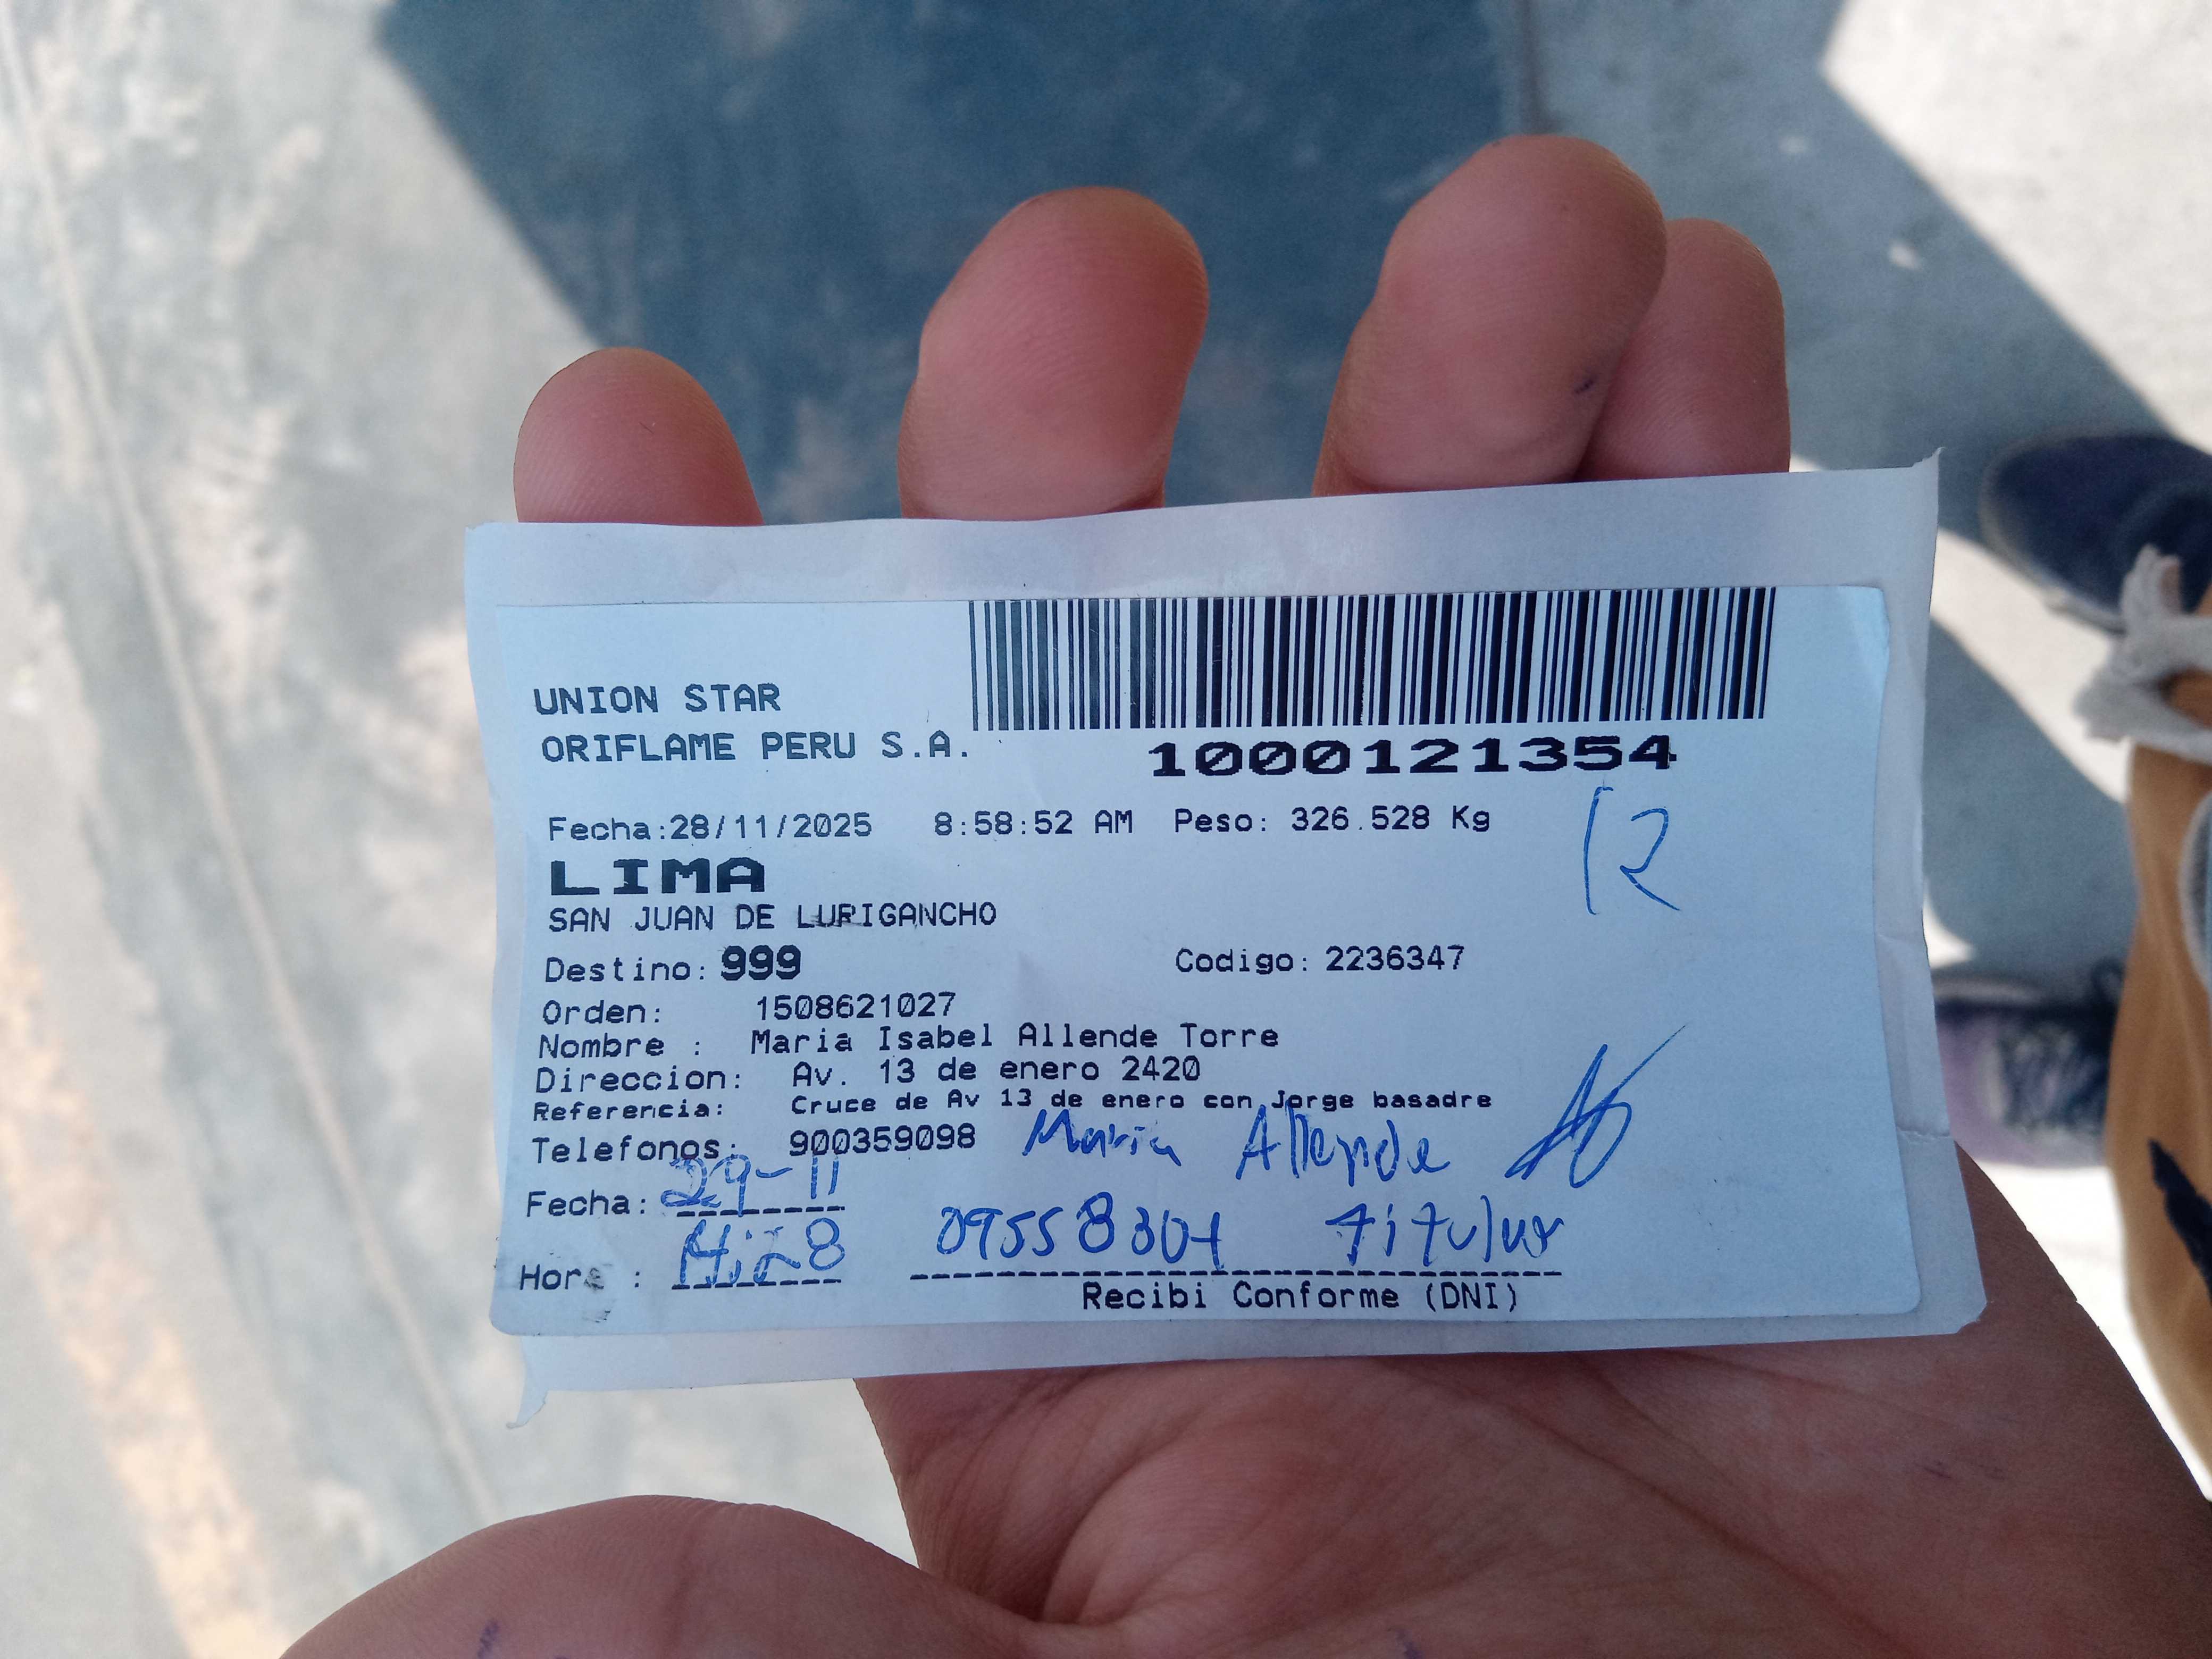 UNION STAR
ORIFLAME PERU S.A.
1000121354
Fecha:28/11/2025 8:58:52 AM Peso: 326.528 Kg
LIMA
SAN JUAN DE LURIGANCHO
Destino: 999 Codigo: 2236347
Orden: 1508621027
Nombre : Maria Isabel Allende Torre
Direccion: Av. 13 de enero 2420
Referencia: Cruce de Av 13 de enero con Jorge basadre
Telefonos: 900359098 Maria Allende
Fecha: 29-11
Hora : 09558304 titular
Recibi Conforme (DNI)